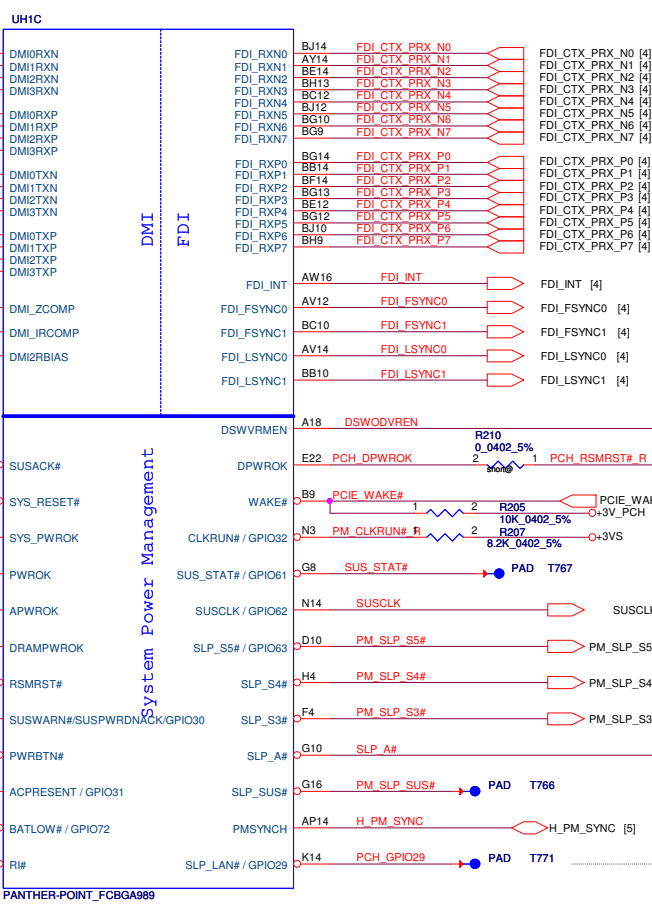 UH1C
DMI0RXN FDI_RXN0 BJ14 FDI_CTX_PRX_N0 FDI_CTX_PRX_N0 [4]
DMI1RXN FDI_RXN1 AY14 FDI_CTX_PRX_N1 FDI_CTX_PRX_N1 [4]
DMI2RXN FDI_RXN2 BE14 FDI_CTX_PRX_N2 FDI_CTX_PRX_N2 [4]
DMI3RXN FDI_RXN3 BH13 FDI_CTX_PRX_N3 FDI_CTX_PRX_N3 [4]
FDI_RXN4 BC12 FDI_CTX_PRX_N4 FDI_CTX_PRX_N4 [4]
DMI0RXP FDI_RXN5 BJ12 FDI_CTX_PRX_N5 FDI_CTX_PRX_N5 [4]
DMI1RXP FDI_RXN6 BG10 FDI_CTX_PRX_N6 FDI_CTX_PRX_N6 [4]
DMI2RXP FDI_RXN7 BG9 FDI_CTX_PRX_N7 FDI_CTX_PRX_N7 [4]
DMI3RXP
FDI_RXP0 BG14 FDI_CTX_PRX_P0 FDI_CTX_PRX_P0 [4]
DMI0TXN FDI_RXP1 BB14 FDI_CTX_PRX_P1 FDI_CTX_PRX_P1 [4]
DMI1TXN FDI_RXP2 BF14 FDI_CTX_PRX_P2 FDI_CTX_PRX_P2 [4]
DMI2TXN FDI_RXP3 BG13 FDI_CTX_PRX_P3 FDI_CTX_PRX_P3 [4]
DMI3TXN FDI_RXP4 BE12 FDI_CTX_PRX_P4 FDI_CTX_PRX_P4 [4]
FDI_RXP5 BG12 FDI_CTX_PRX_P5 FDI_CTX_PRX_P5 [4]
DMI0TXP FDI_RXP6 BJ10 FDI_CTX_PRX_P6 FDI_CTX_PRX_P6 [4]
DMI1TXP FDI_RXP7 BH9 FDI_CTX_PRX_P7 FDI_CTX_PRX_P7 [4]
DMI2TXP
DMI3TXP
DMI
FDI
FDI_INT AW16 FDI_INT FDI_INT [4]
DMI_ZCOMP FDI_FSYNC0 AV12 FDI_FSYNC0 FDI_FSYNC0 [4]
DMI_IRCOMP FDI_FSYNC1 BC10 FDI_FSYNC1 FDI_FSYNC1 [4]
DMI2RBIAS FDI_LSYNC0 AV14 FDI_LSYNC0 FDI_LSYNC0 [4]
FDI_LSYNC1 BB10 FDI_LSYNC1 FDI_LSYNC1 [4]
System Power Management
DSWVRMEN A18 DSWODVREN
R210
0_0402_5%
SUSACK# DPWROK E22 PCH_DPWROK 2 1 PCH_RSMRST#_R
short@
SYS_RESET# WAKE# B9 PCIE_WAKE# PCIE_WAK
1 2 R205 +3V_PCH
10K_0402_5%
SYS_PWROK CLKRUN# / GPIO32 N3 PM_CLKRUN#_R 1 2 R207 +3VS
8.2K_0402_5%
PWROK SUS_STAT# / GPIO61 G8 SUS_STAT# PAD T767
APWROK SUSCLK / GPIO62 N14 SUSCLK SUSCLK
DRAMPWROK SLP_S5# / GPIO63 D10 PM_SLP_S5# PM_SLP_S5
RSMRST# SLP_S4# H4 PM_SLP_S4# PM_SLP_S4
SUSWARN#/SUSPWRDNACK/GPIO30 SLP_S3# F4 PM_SLP_S3# PM_SLP_S3
PWRBTN# SLP_A# G10 SLP_A#
ACPRESENT / GPIO31 SLP_SUS# G16 PM_SLP_SUS# PAD T766
BATLOW# / GPIO72 PMSYNCH AP14 H_PM_SYNC H_PM_SYNC [5]
RI# SLP_LAN# / GPIO29 K14 PCH_GPIO29 PAD T771
PANTHER-POINT_FCBGA989